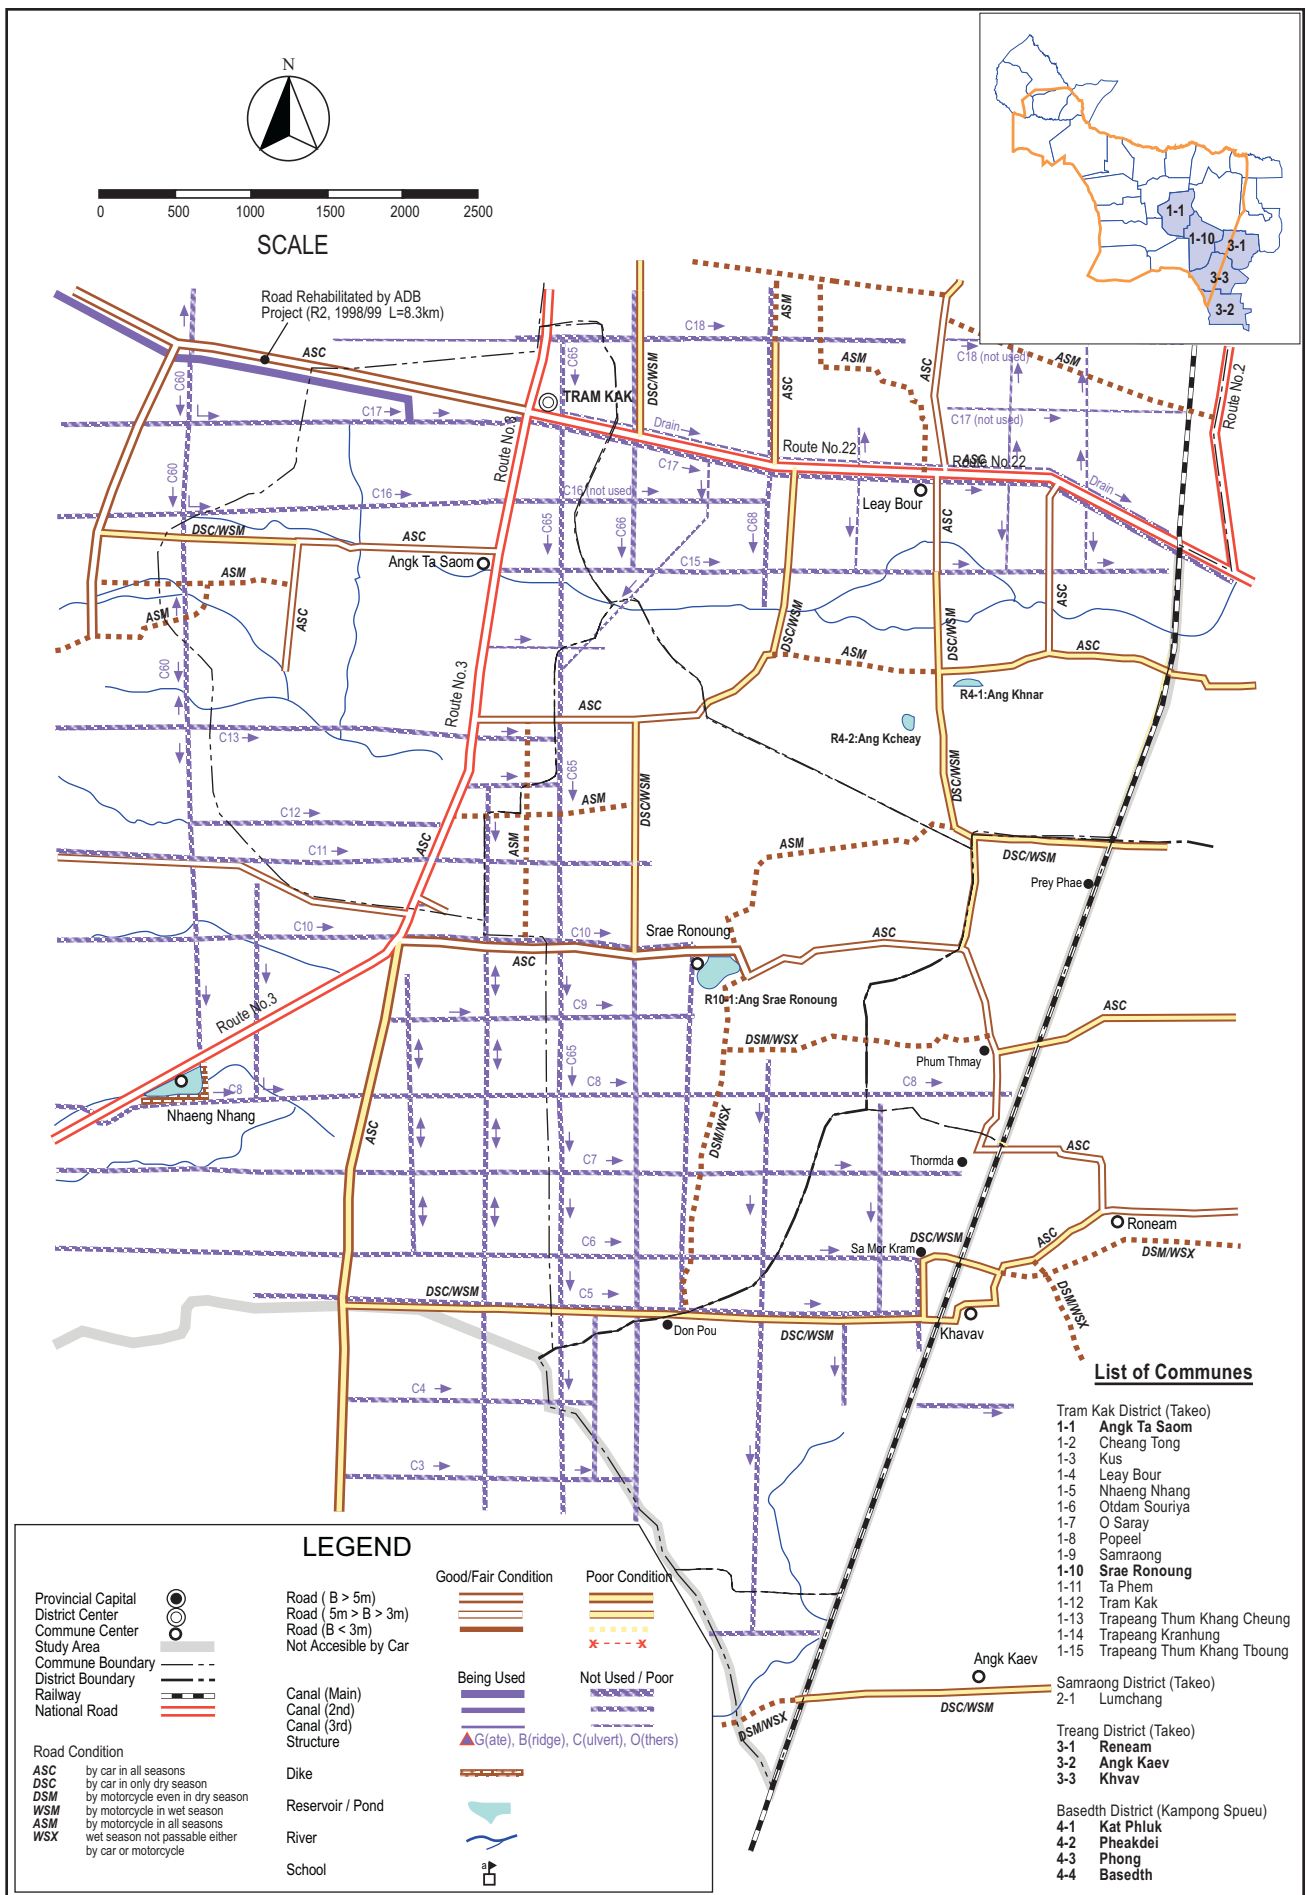 N
0 500 1000 1500 2000 2500
SCALE
1-1
1-10
3-1
3-3
3-2
Road Rehabilitated by ADB
Project (R2, 1998/99 L=8.3km)
ASC
C60
C17
C18
C65
DSC/WSM
TRAM KAK
ASM
ASC
ASM
ASC
C18 (not used)
ASM
C17 (not used)
Route No.2
Route No.3
Drain
C17
Route No.22
ASC
Route No.22
Drain
C60
C16
C16 (not used)
Leay Bour
ASC
DSC/WSM
ASC
Angk Ta Saom
C65
C66
C68
C15
ASM
ASM
ASC
ASC
C60
DSC/WSM
DSC/WSM
ASM
ASC
R4-1:Ang Khnar
Route No.3
ASC
R4-2:Ang Kcheay
C13
C65
DSC/WSM
DSC/WSM
C12
ASM
ASC
ASM
C11
ASM
DSC/WSM
Prey Phae
C10
C10
Srae Ronoung
ASC
ASC
R10-1:Ang Srae Ronoung
C9
Route No.3
ASC
DSM/WSX
Phum Thmay
C65
C8
C8
C8
Nhaeng Nhang
ASC
DSM/WSX
ASC
C7
Thormda
Roneam
C6
Sa Mor Kram
DSC/WSM
ASC
DSM/WSX
DSC/WSM
C5
DSM/WSX
Don Pou
DSC/WSM
Khavav
C4
C3
Angk Kaev
DSC/WSM
DSM/WSX
List of Communes
Tram Kak District (Takeo)
1-1 Angk Ta Saom
1-2 Cheang Tong
1-3 Kus
1-4 Leay Bour
1-5 Nhaeng Nhang
1-6 Otdam Souriya
1-7 O Saray
1-8 Popeel
1-9 Samraong
1-10 Srae Ronoung
1-11 Ta Phem
1-12 Tram Kak
1-13 Trapeang Thum Khang Cheung
1-14 Trapeang Kranhung
1-15 Trapeang Thum Khang Tboung
Samraong District (Takeo)
2-1 Lumchang
Treang District (Takeo)
3-1 Reneam
3-2 Angk Kaev
3-3 Khvav
Basedth District (Kampong Spueu)
4-1 Kat Phluk
4-2 Pheakdei
4-3 Phong
4-4 Basedth
LEGEND
Provincial Capital
District Center
Commune Center
Study Area
Commune Boundary
District Boundary
Railway
National Road
Road Condition
ASC by car in all seasons
DSC by car in only dry season
DSM by motorcycle even in dry season
WSM by motorcycle in wet season
ASM by motorcycle in all seasons
WSX wet season not passable either
by car or motorcycle
Good/Fair Condition Poor Condition
Road ( B > 5m)
Road ( 5m > B > 3m)
Road (B < 3m)
Not Accesible by Car X X
Being Used Not Used / Poor
Canal (Main)
Canal (2nd)
Canal (3rd)
Structure G(ate), B(ridge), C(ulvert), O(thers)
Dike
Reservoir / Pond
River
School a